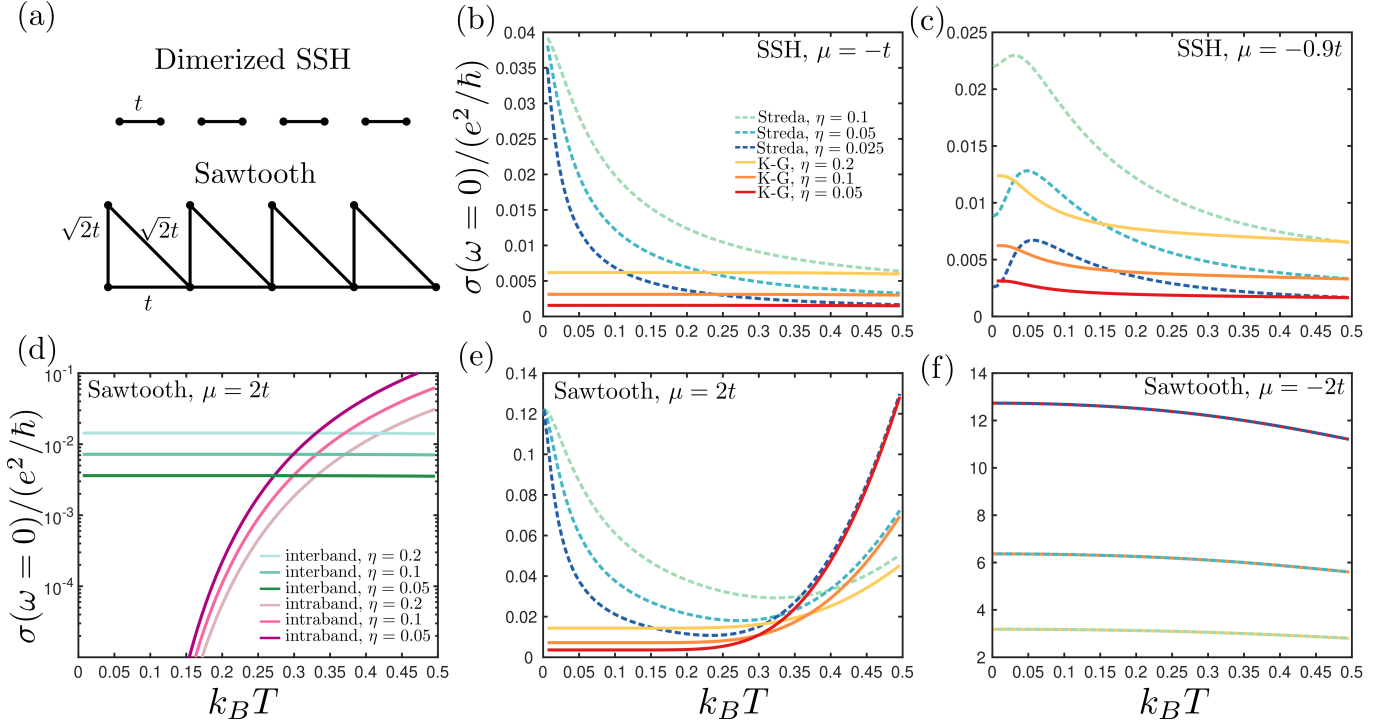 (a)
Dimerized SSH
t
Sawtooth
√2t
√2t
t
(b)
SSH, μ = −t
σ(ω = 0)/(e²/ħ)
0.04
0.035
0.03
0.025
0.02
0.015
0.01
0.005
0
Streda, η = 0.1
Streda, η = 0.05
Streda, η = 0.025
K-G, η = 0.2
K-G, η = 0.1
K-G, η = 0.05
0 0.05 0.1 0.15 0.2 0.25 0.3 0.35 0.4 0.45 0.5
(c)
SSH, μ = −0.9t
0.025
0.02
0.015
0.01
0.005
0
0 0.05 0.1 0.15 0.2 0.25 0.3 0.35 0.4 0.45 0.5
(d)
Sawtooth, μ = 2t
σ(ω = 0)/(e²/ħ)
10⁻¹
10⁻²
10⁻³
10⁻⁴
interband, η = 0.2
interband, η = 0.1
interband, η = 0.05
intraband, η = 0.2
intraband, η = 0.1
intraband, η = 0.05
0 0.05 0.1 0.15 0.2 0.25 0.3 0.35 0.4 0.45 0.5
k_BT
(e)
Sawtooth, μ = 2t
0.14
0.12
0.1
0.08
0.06
0.04
0.02
0
0 0.05 0.1 0.15 0.2 0.25 0.3 0.35 0.4 0.45 0.5
k_BT
(f)
Sawtooth, μ = −2t
14
12
10
8
6
4
2
0 0.05 0.1 0.15 0.2 0.25 0.3 0.35 0.4 0.45 0.5
k_BT